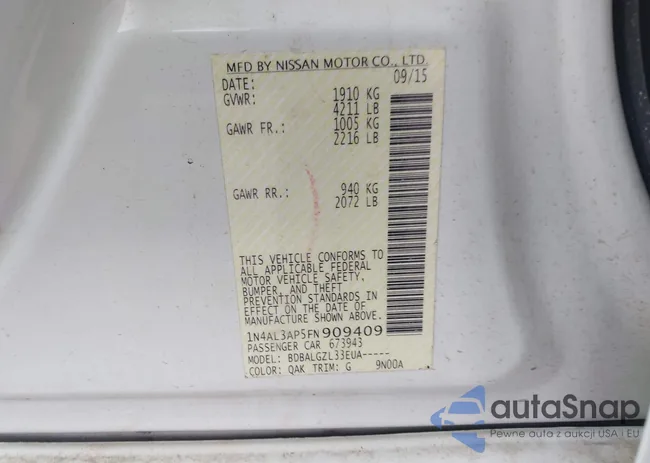 MFD BY NISSAN MOTOR CO., LTD.
DATE: 09/15
GVWR: 1910 KG
4211 LB
GAWR FR.: 1005 KG
2216 LB
GAWR RR.: 940 KG
2072 LB
THIS VEHICLE CONFORMS TO
ALL APPLICABLE FEDERAL
MOTOR VEHICLE SAFETY,
BUMPER, AND THEFT
PREVENTION STANDARDS IN
EFFECT ON THE DATE OF
MANUFACTURE SHOWN ABOVE.
1N4AL3AP5FN909409
PASSENGER CAR 673943
MODEL: BDBALGZL33EUA-----
COLOR: QAK TRIM: G 9N00A
autoSnap
Pewne auta z aukcji USA i EU